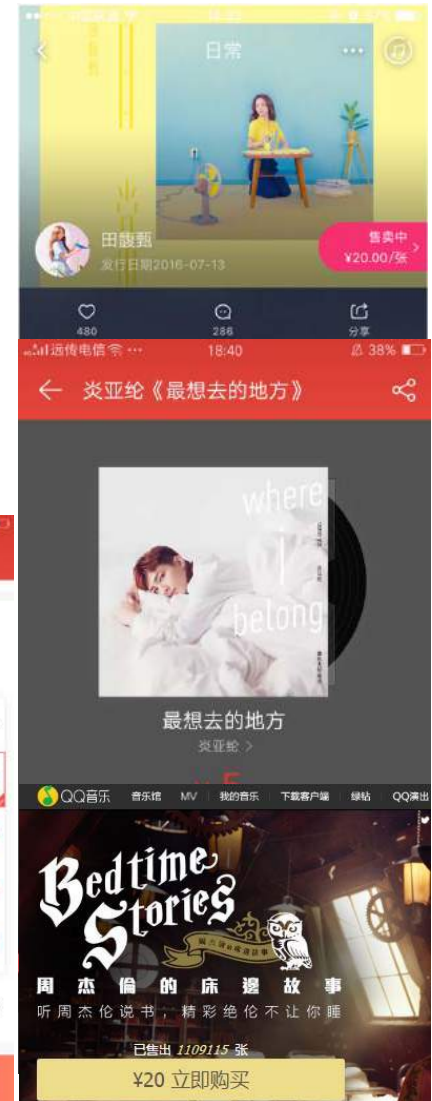 日常
田馥甄
发行日期2016-07-13
售卖中
¥20.00/张
480
286
分享
远传电信
18:40
38%
炎亚纶《最想去的地方》
where
i
belong
最想去的地方
炎亚纶
QQ音乐 音乐馆 MV 我的音乐 下载客户端 绿钻 QQ演出
Bedtime
Stories
周杰倫的床邊故事
听周杰伦说书，精彩绝伦不让你睡
已售出 1109115 张
¥20 立即购买